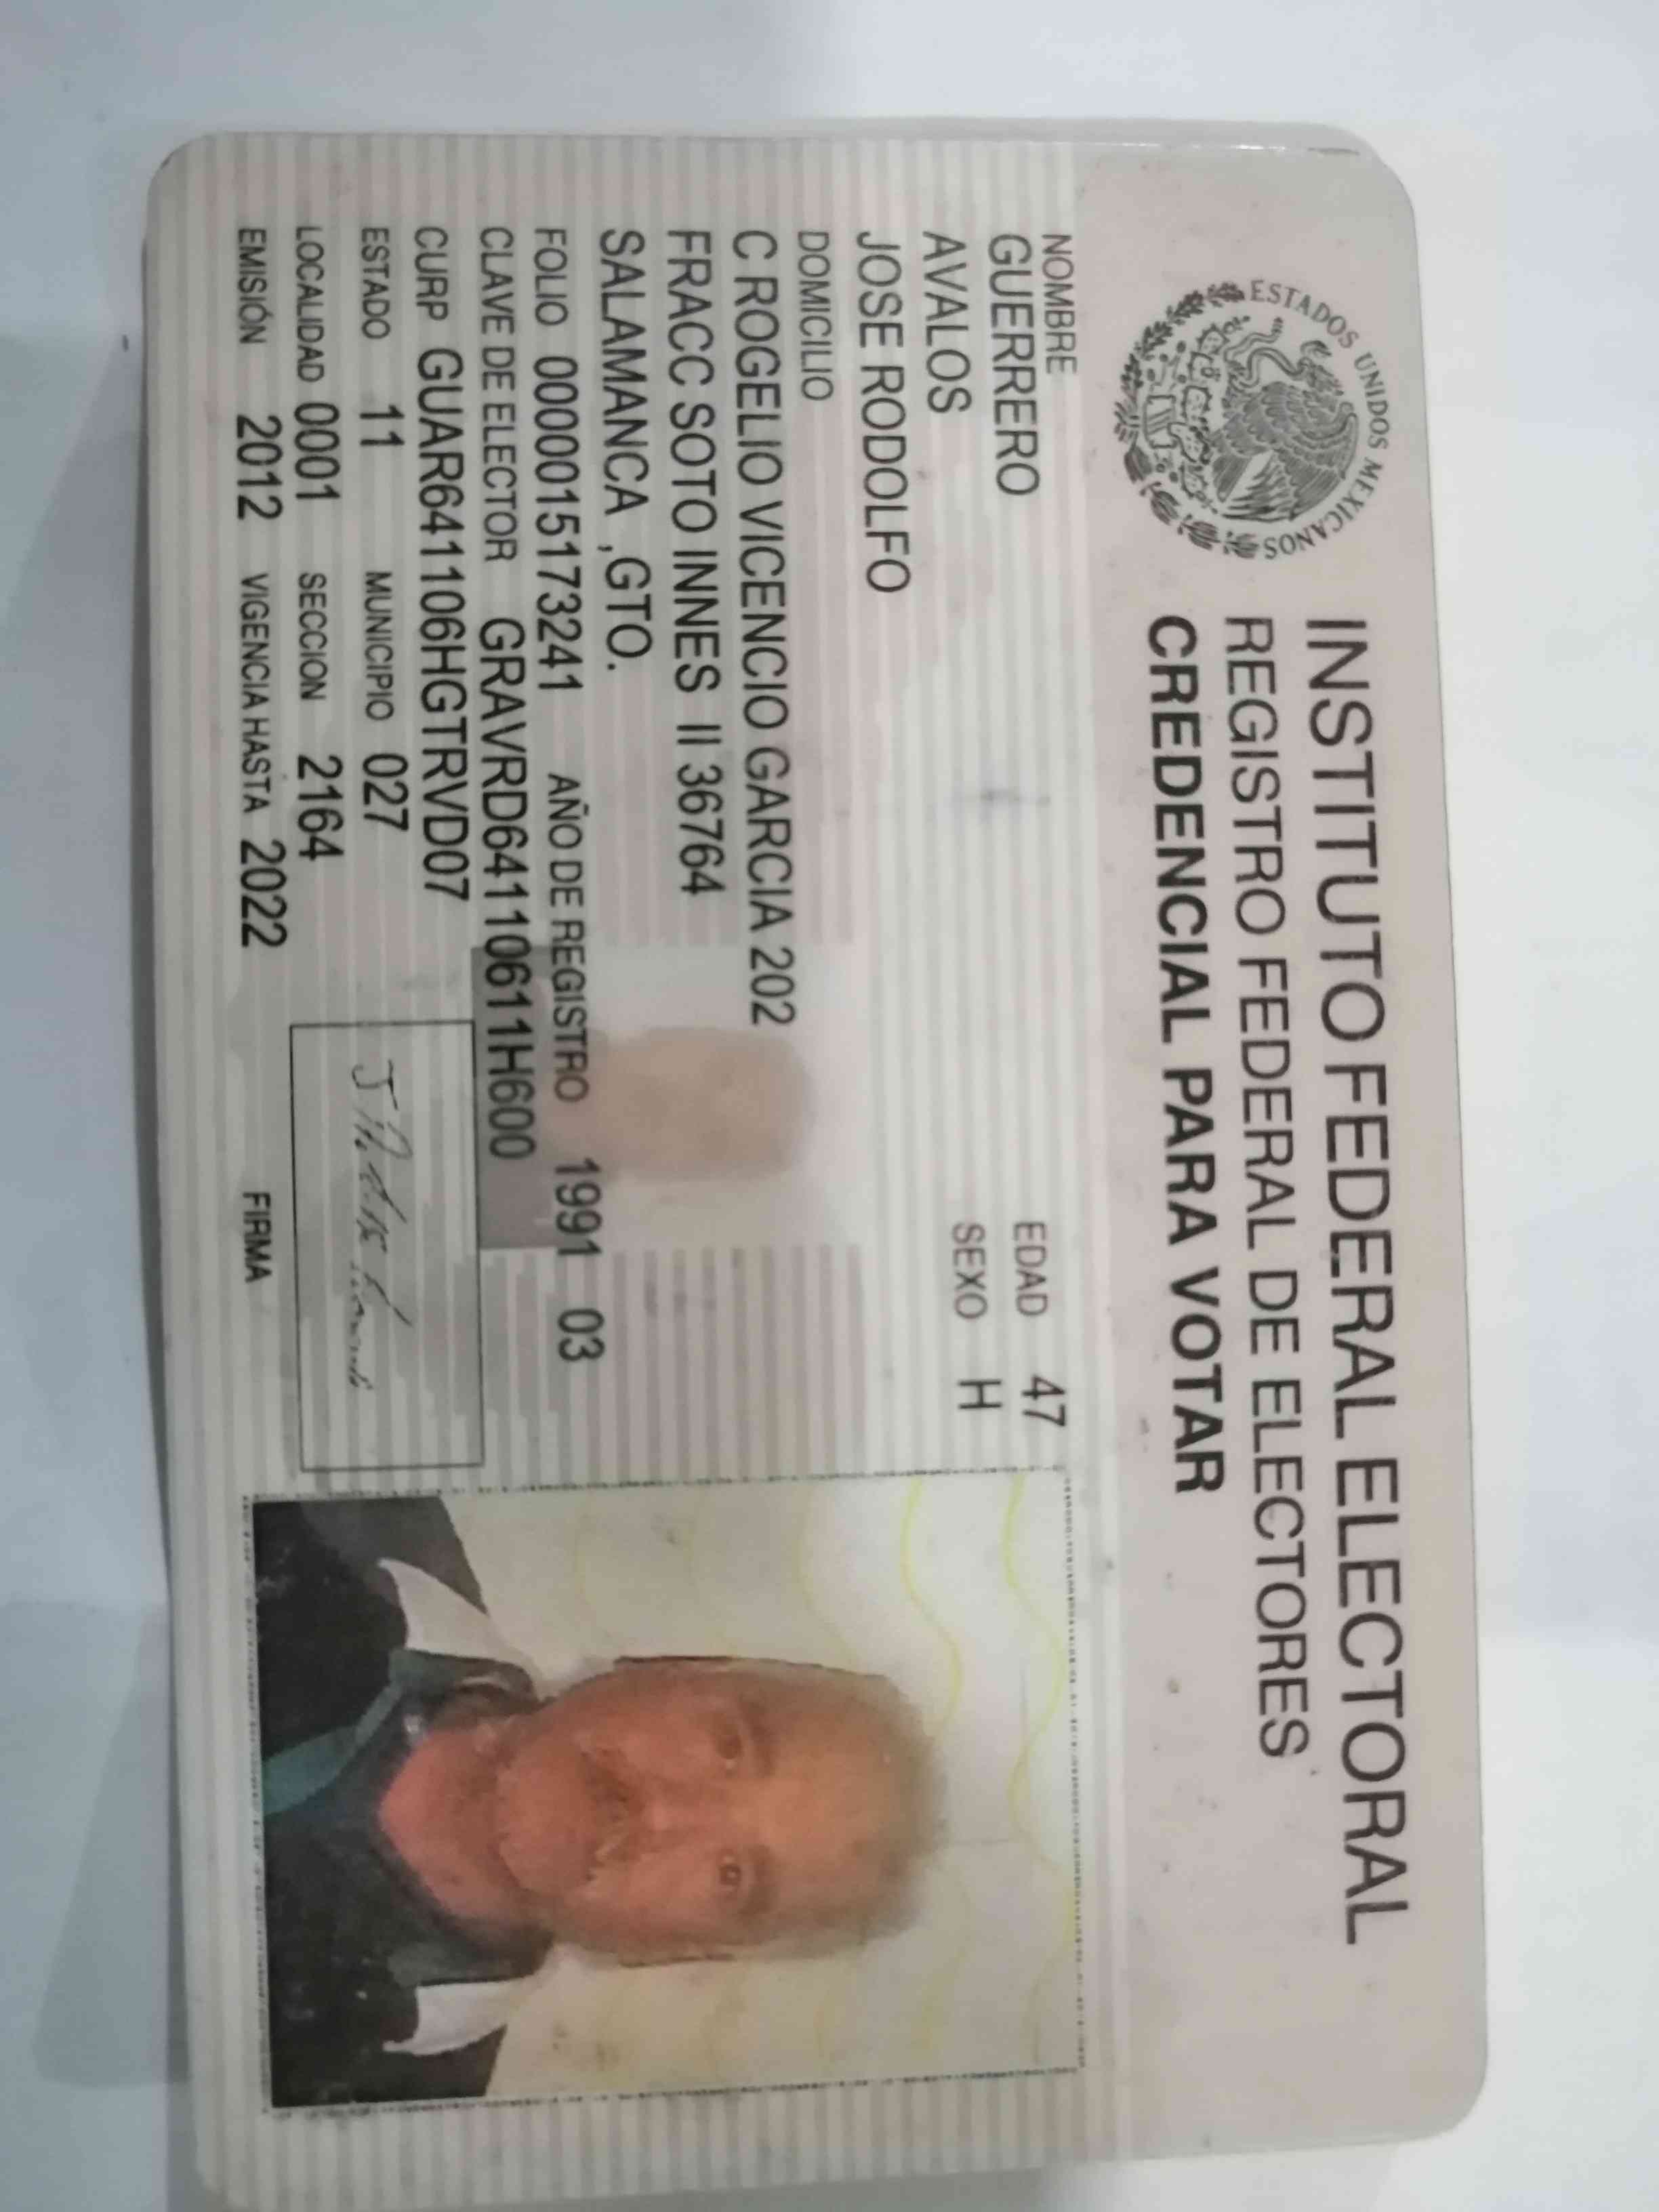 ESTADOS UNIDOS MEXICANOS
INSTITUTO FEDERAL ELECTORAL
REGISTRO FEDERAL DE ELECTORES
CREDENCIAL PARA VOTAR
NOMBRE
GUERRERO
AVALOS
JOSE RODOLFO
EDAD 47
SEXO H
DOMICILIO
C ROGELIO VICENCIO GARCIA 202
FRACC SOTO INNES II 36764
SALAMANCA ,GTO.
FOLIO 0000151773241 AÑO DE REGISTRO 1991 03
CLAVE DE ELECTOR GRAVRD64110611H600
CURP GUAR641106HGTRVD07
ESTADO 11 MUNICIPIO 027
LOCALIDAD 0001 SECCION 2164
EMISIÓN 2012 VIGENCIA HASTA 2022
FIRMA